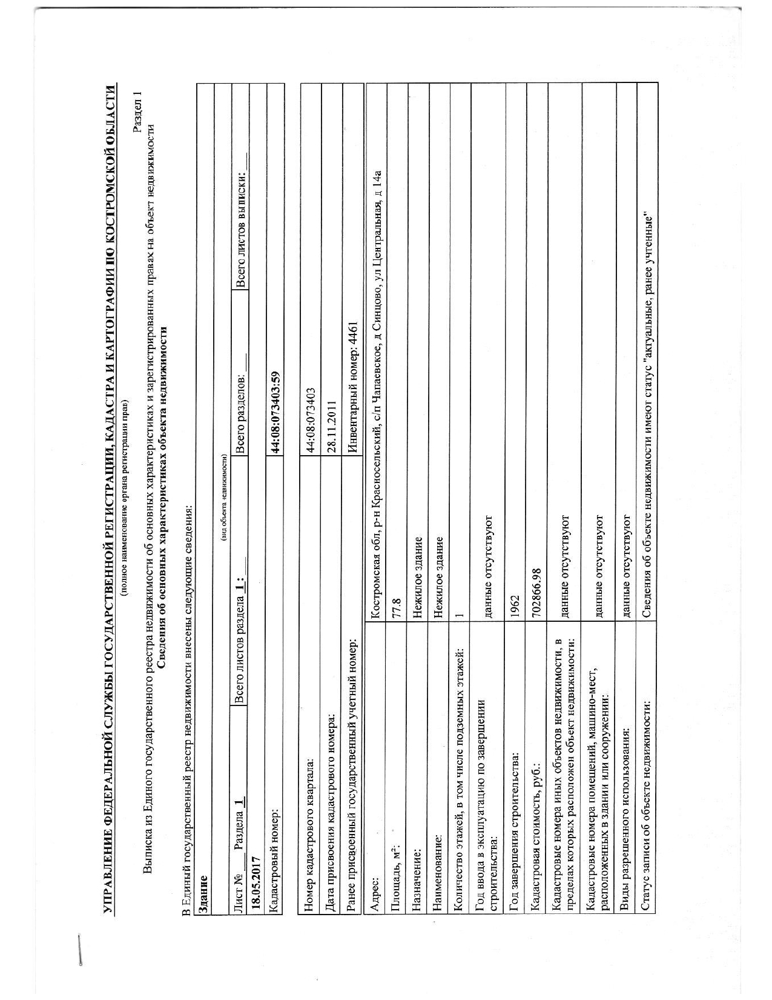 УПРАВЛЕНИЕ ФЕДЕРАЛЬНОЙ СЛУЖБЫ ГОСУДАРСТВЕННОЙ РЕГИСТРАЦИИ, КАДАСТРА И КАРТОГРАФИИ ПО КОСТРОМСКОЙ ОБЛАСТИ
(полное наименование органа регистрации прав)
Раздел 1
Выписка из Единого государственного реестра недвижимости об основных характеристиках и зарегистрированных правах на объект недвижимости
Сведения об основных характеристиках объекта недвижимости
В Единый государственный реестр недвижимости внесены следующие сведения:
Здание
(вид объекта недвижимости)
Лист № ___ Раздела 1 Всего листов раздела 1 : ___ Всего разделов: ___ Всего листов выписки: ___
18.05.2017
Кадастровый номер: 44:08:073403:59
Номер кадастрового квартала: 44:08:073403
Дата присвоения кадастрового номера: 28.11.2011
Ранее присвоенный государственный учетный номер: Инвентарный номер: 4461
Адрес: Костромская обл, р-н Красносельский, с/п Чапаевское, д Синцово, ул Центральная, д 14а
Площадь, м²: 77.8
Назначение: Нежилое здание
Наименование: Нежилое здание
Количество этажей, в том числе подземных этажей: 1
Год ввода в эксплуатацию по завершении
строительства: данные отсутствуют
Год завершения строительства: 1962
Кадастровая стоимость, руб.: 702866.98
Кадастровые номера иных объектов недвижимости, в
пределах которых расположен объект недвижимости: данные отсутствуют
Кадастровые номера помещений, машино-мест,
расположенных в здании или сооружении: данные отсутствуют
Виды разрешенного использования: данные отсутствуют
Статус записи об объекте недвижимости: Сведения об объекте недвижимости имеют статус "актуальные, ранее учтенные"